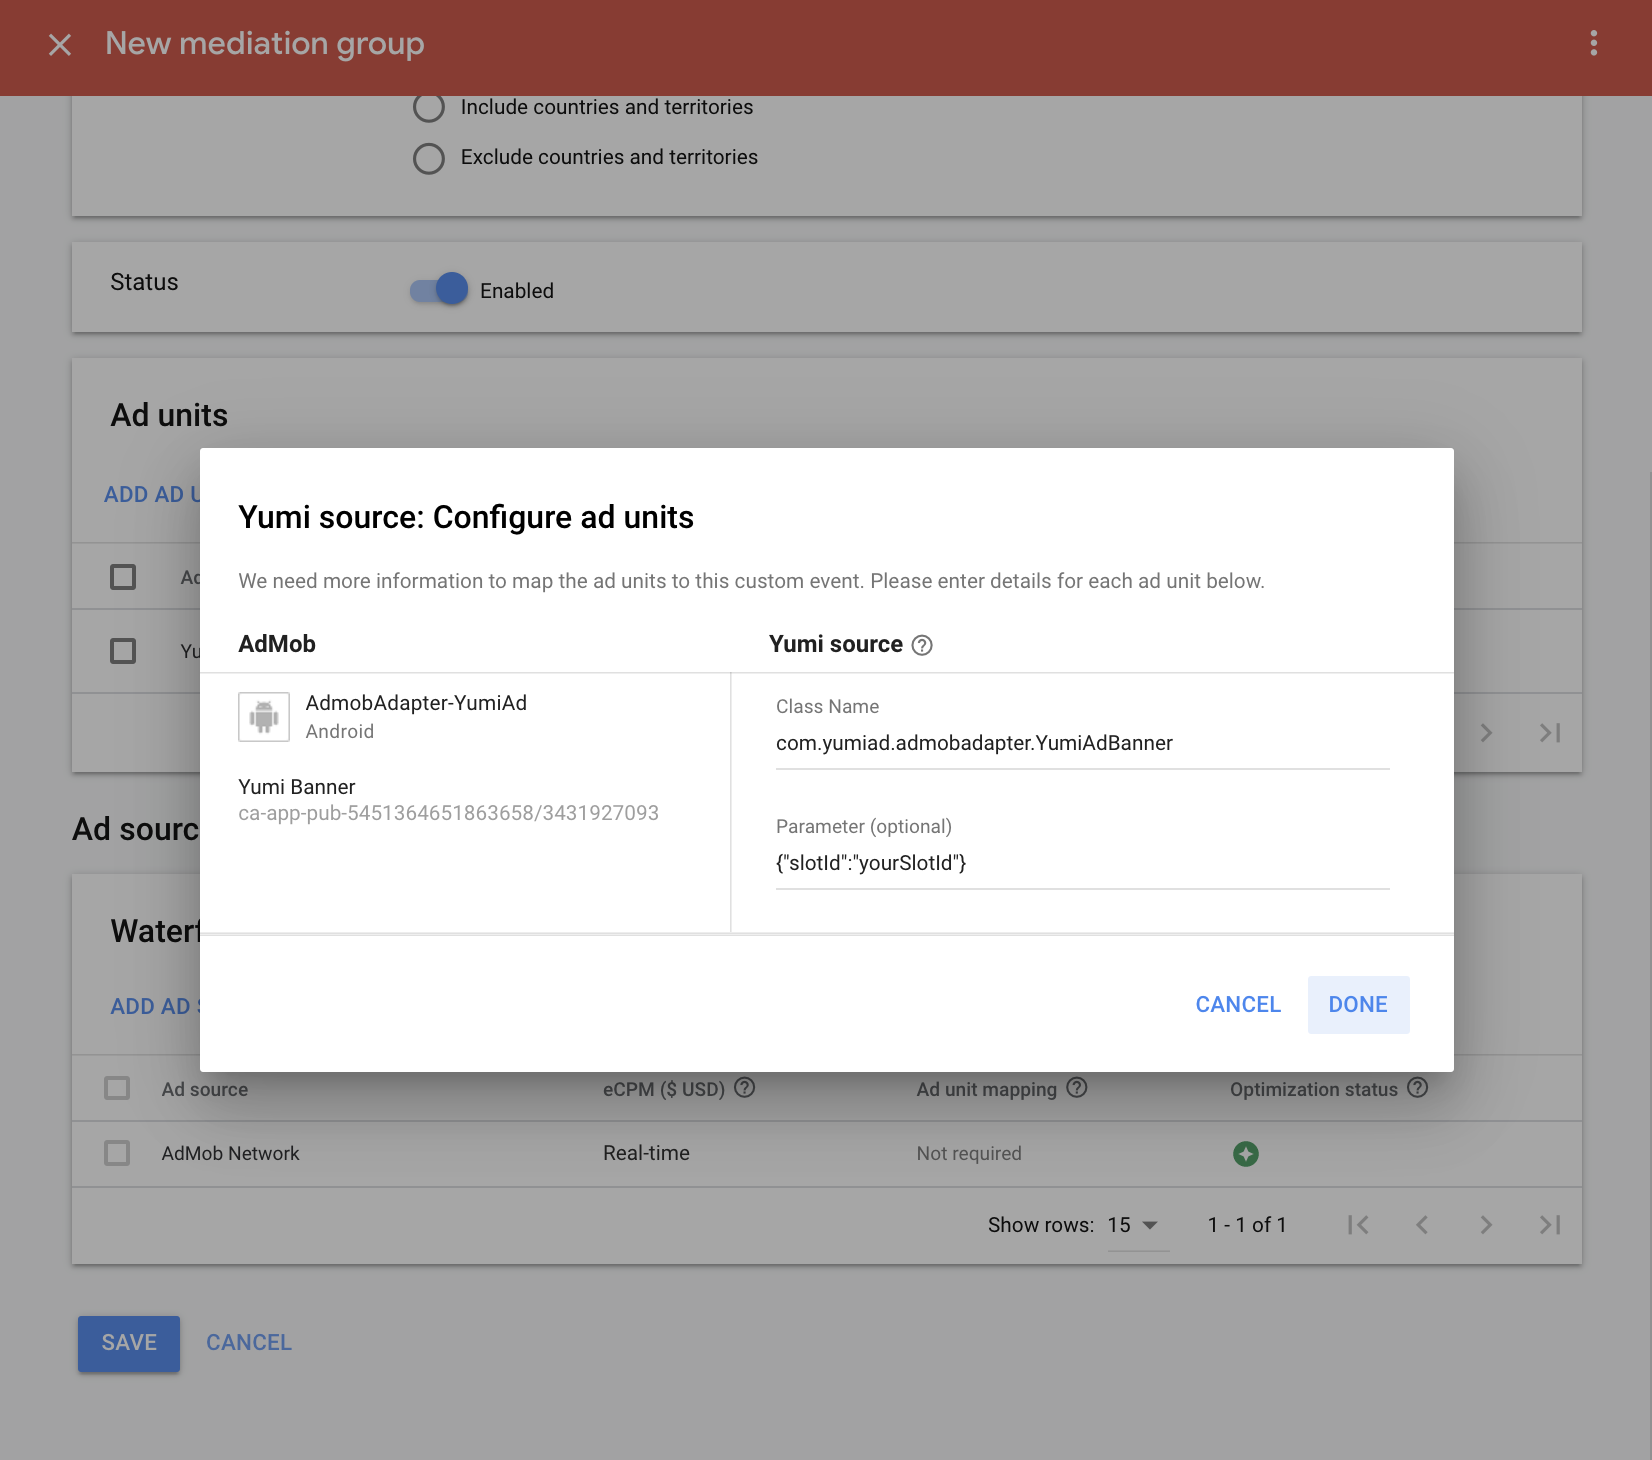 New mediation group
Include countries and territories
Exclude countries and territories
Status
Enabled
Ad units
ADD AD U
Ad
Yu
Yumi source: Configure ad units
We need more information to map the ad units to this custom event. Please enter details for each ad unit below.
AdMob
Yumi source
AdmobAdapter-YumiAd
Android
Yumi Banner
ca-app-pub-5451364651863658/3431927093
Class Name
com.yumiad.admobadapter.YumiAdBanner
Parameter (optional)
{"slotId":"yourSlotId"}
CANCEL
DONE
Ad sourc
Waterf
ADD AD S
Ad source
eCPM ($ USD)
Ad unit mapping
Optimization status
AdMob Network
Real-time
Not required
Show rows: 15
1 - 1 of 1
SAVE
CANCEL